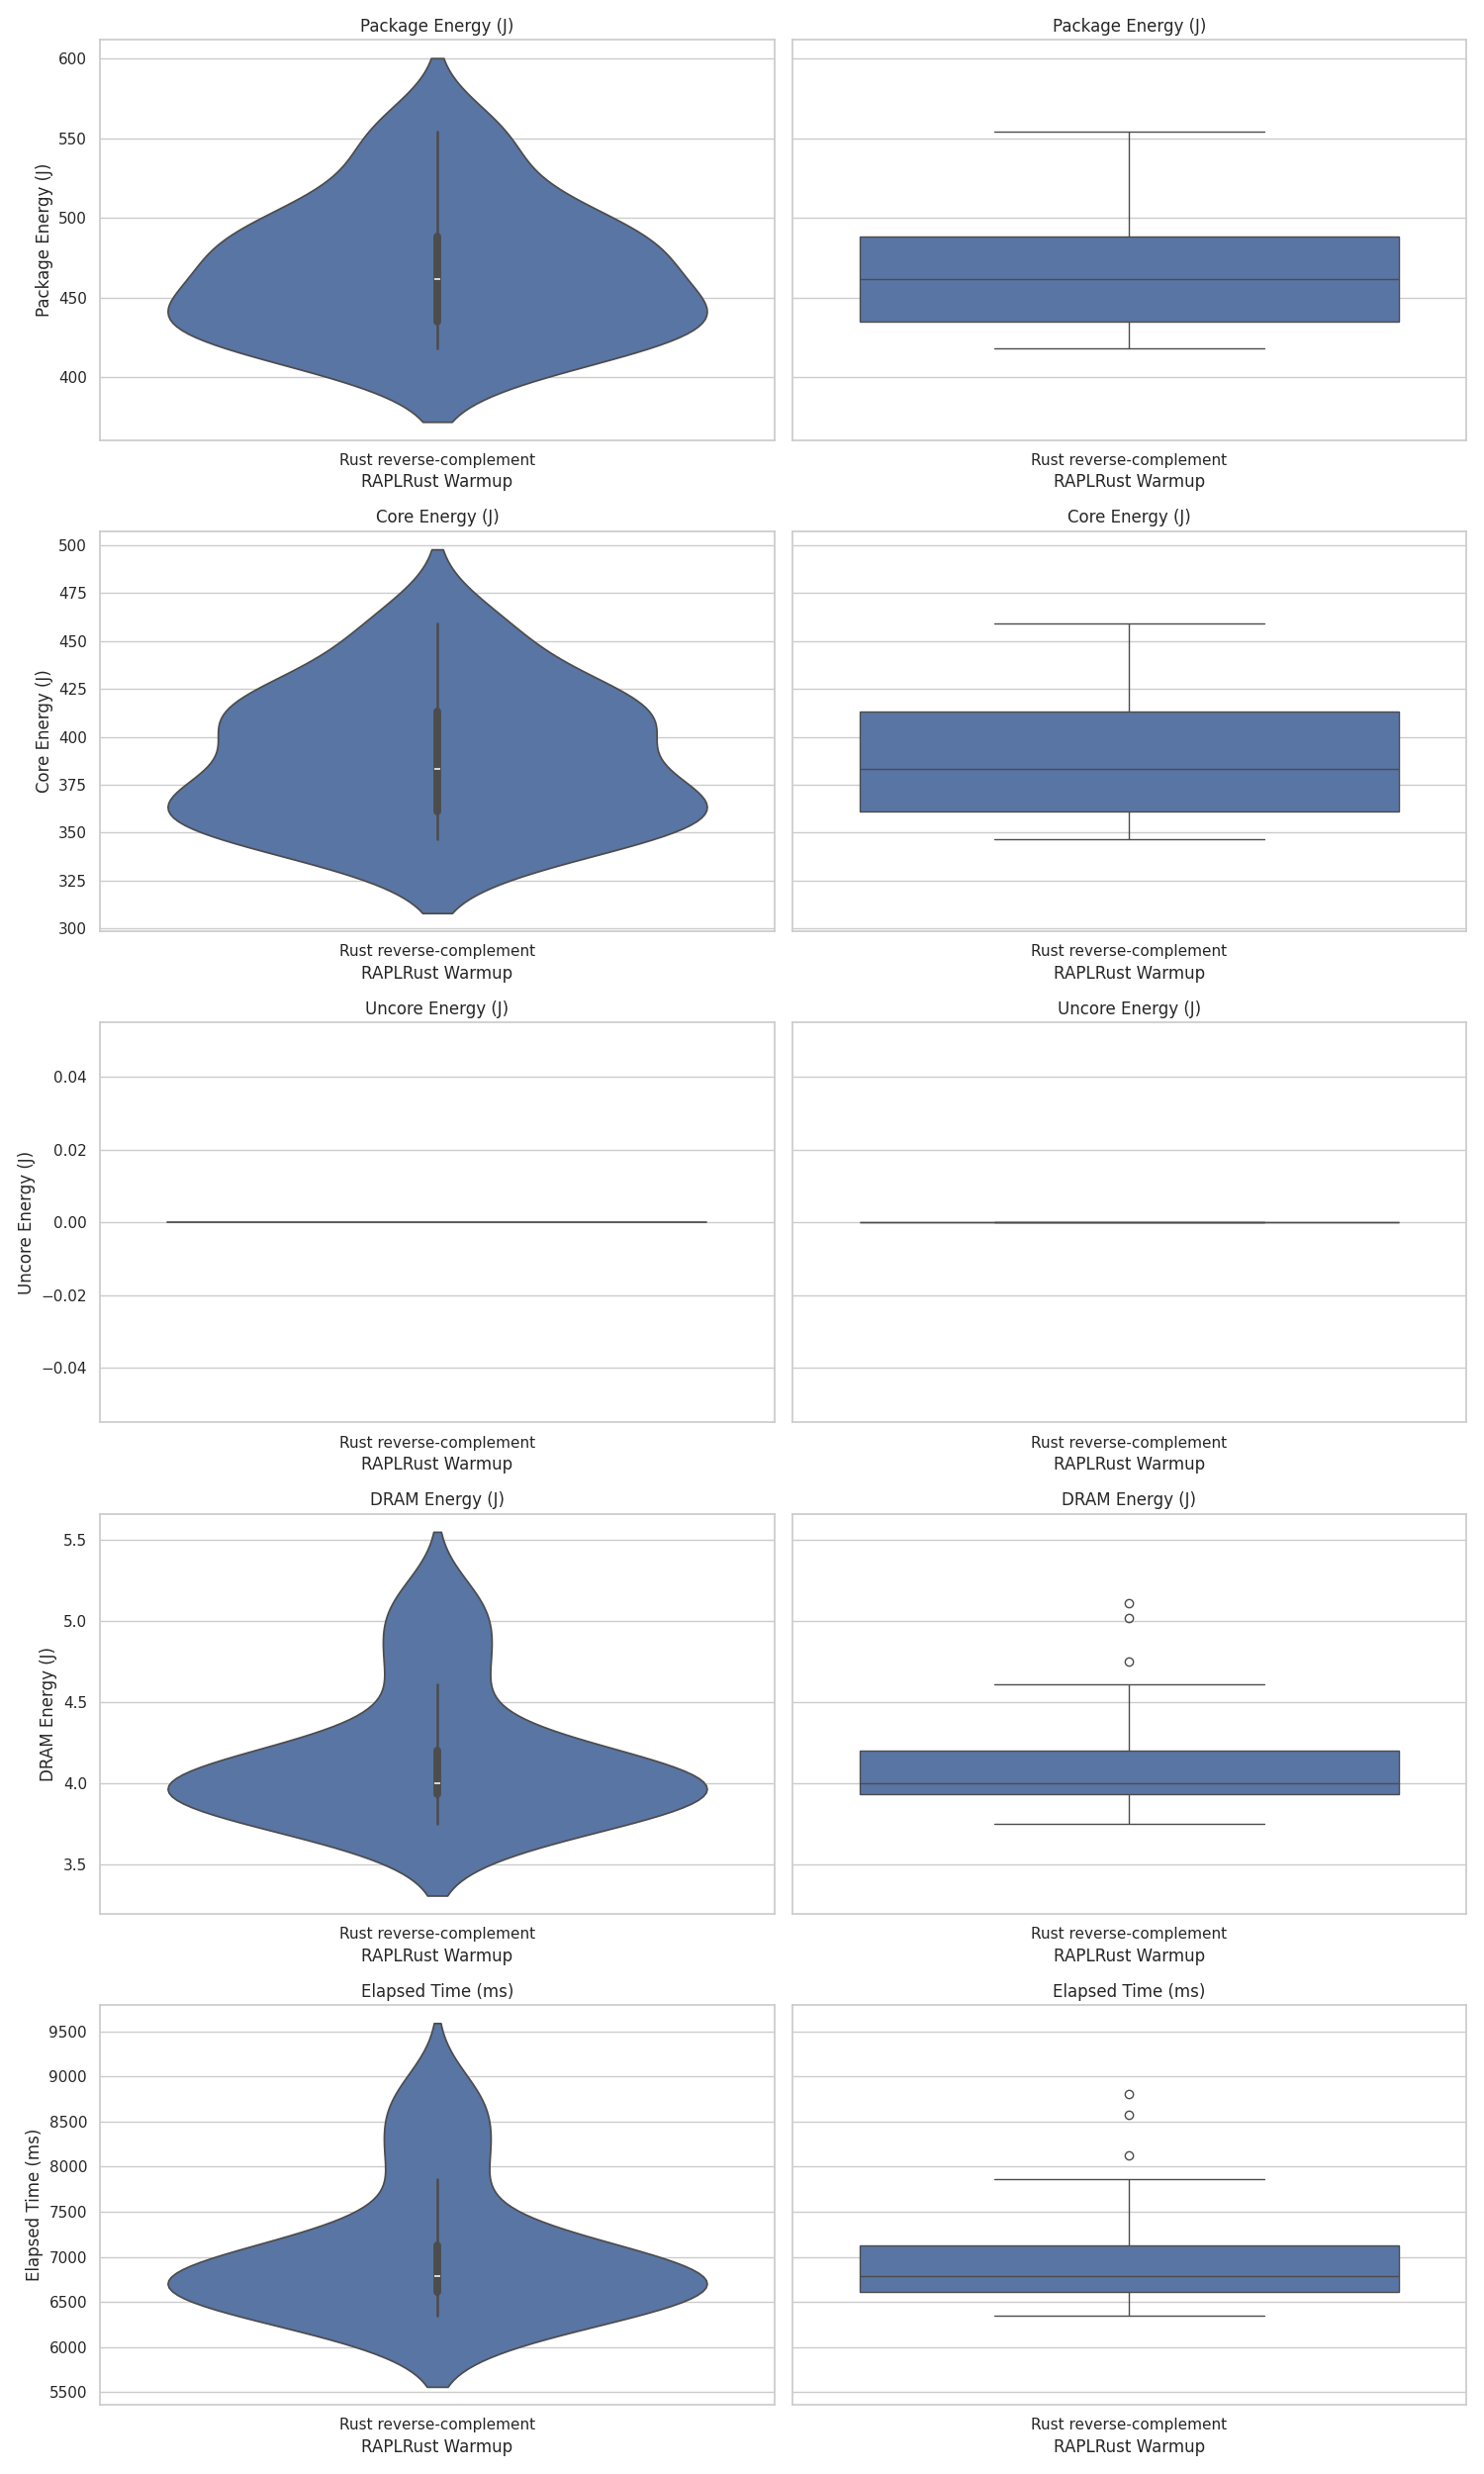 Package Energy (J)
Package Energy (J)
Package Energy (J)
600
550
500
450
400
Rust reverse-complement
RAPLRust Warmup
Rust reverse-complement
RAPLRust Warmup
Core Energy (J)
Core Energy (J)
Core Energy (J)
500
475
450
425
400
375
350
325
300
Rust reverse-complement
RAPLRust Warmup
Rust reverse-complement
RAPLRust Warmup
Uncore Energy (J)
Uncore Energy (J)
Uncore Energy (J)
0.04
0.02
0.00
−0.02
−0.04
Rust reverse-complement
RAPLRust Warmup
Rust reverse-complement
RAPLRust Warmup
DRAM Energy (J)
DRAM Energy (J)
DRAM Energy (J)
5.5
5.0
4.5
4.0
3.5
Rust reverse-complement
RAPLRust Warmup
Rust reverse-complement
RAPLRust Warmup
Elapsed Time (ms)
Elapsed Time (ms)
Elapsed Time (ms)
9500
9000
8500
8000
7500
7000
6500
6000
5500
Rust reverse-complement
RAPLRust Warmup
Rust reverse-complement
RAPLRust Warmup